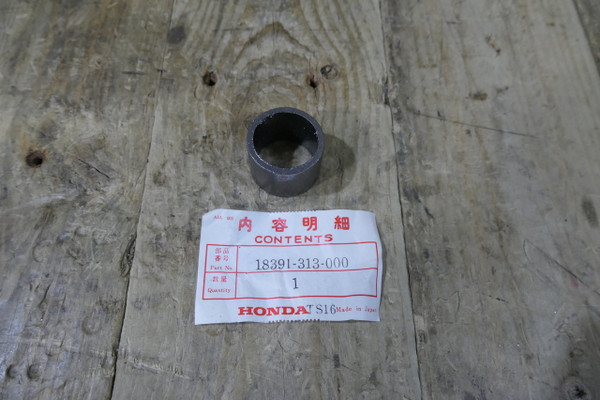 内容明細
CONTENTS
部品
番号
Part No.
18391-313-000
数量
Quantity
1
HONDA TS16 Made in Japan